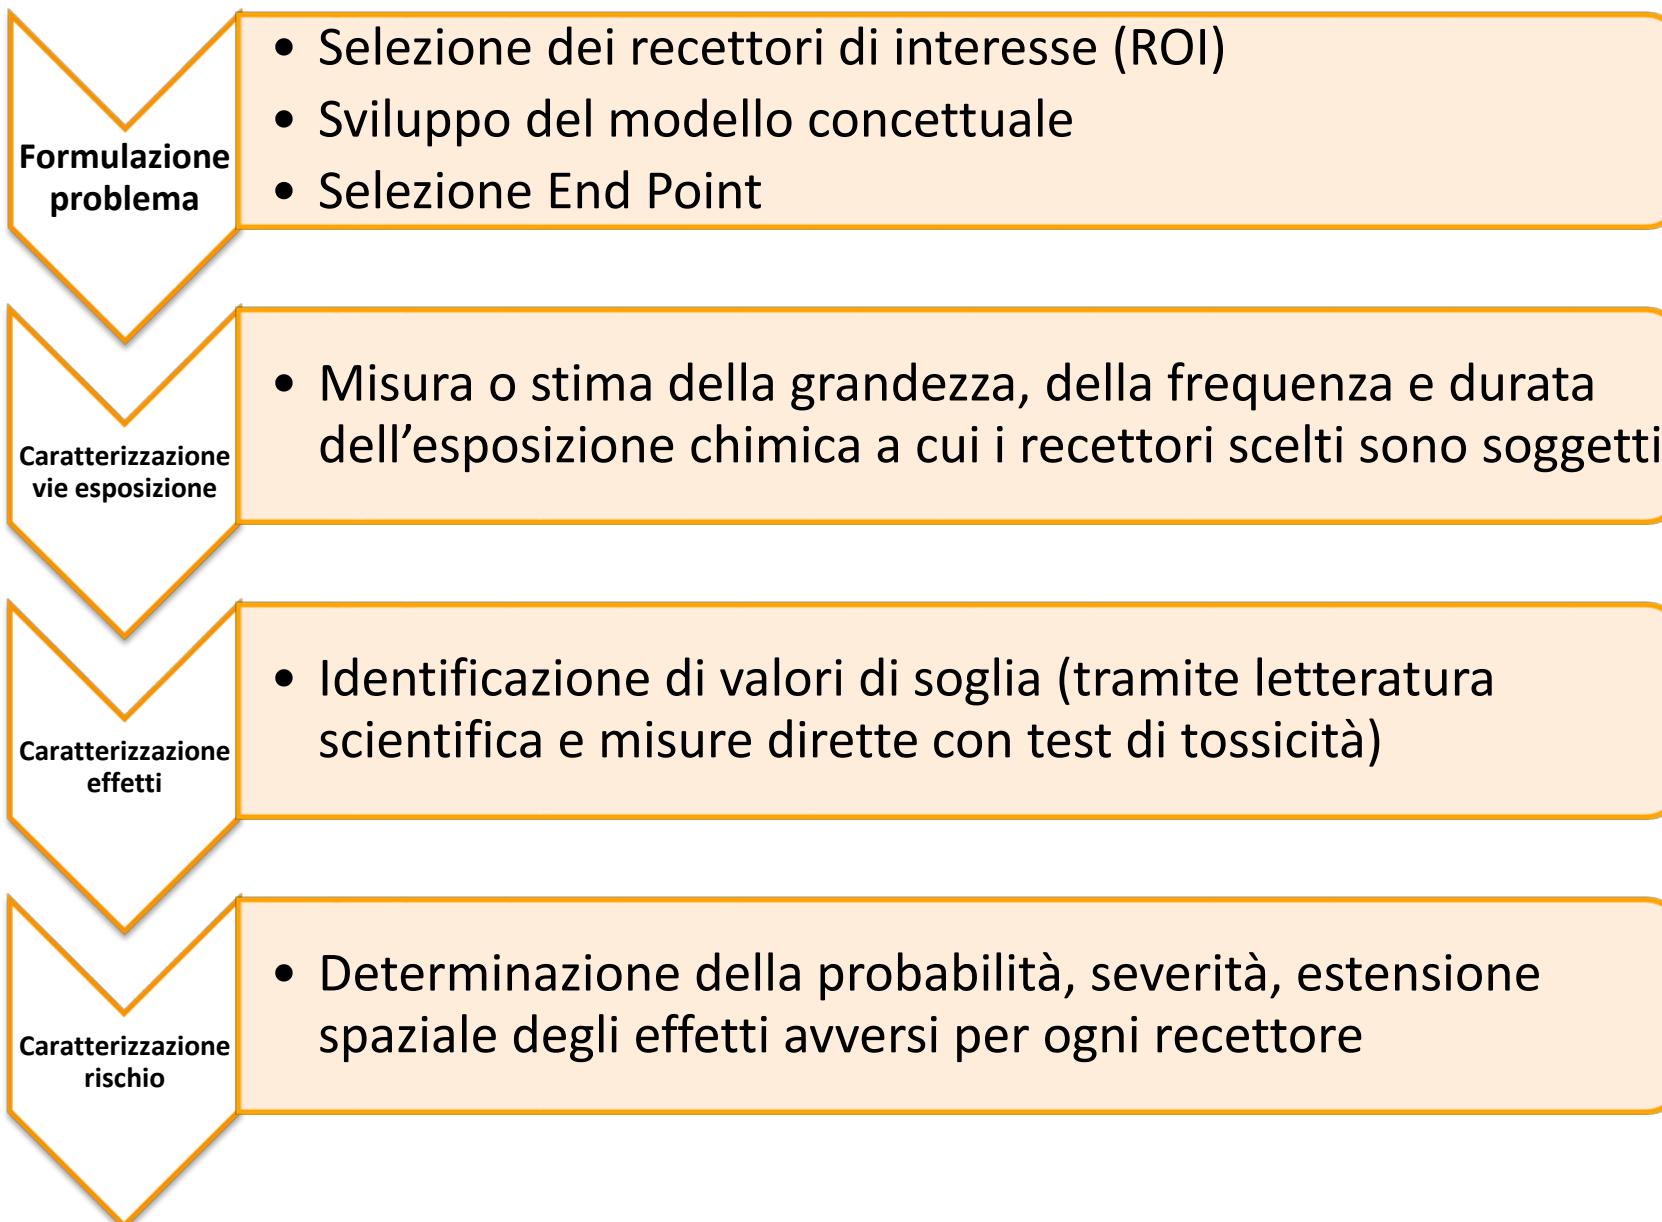 Formulazione
problema
• Selezione dei recettori di interesse (ROI)
• Sviluppo del modello concettuale
• Selezione End Point
Caratterizzazione
vie esposizione
• Misura o stima della grandezza, della frequenza e durata
dell’esposizione chimica a cui i recettori scelti sono soggetti
Caratterizzazione
effetti
• Identificazione di valori di soglia (tramite letteratura
scientifica e misure dirette con test di tossicità)
Caratterizzazione
rischio
• Determinazione della probabilità, severità, estensione
spaziale degli effetti avversi per ogni recettore